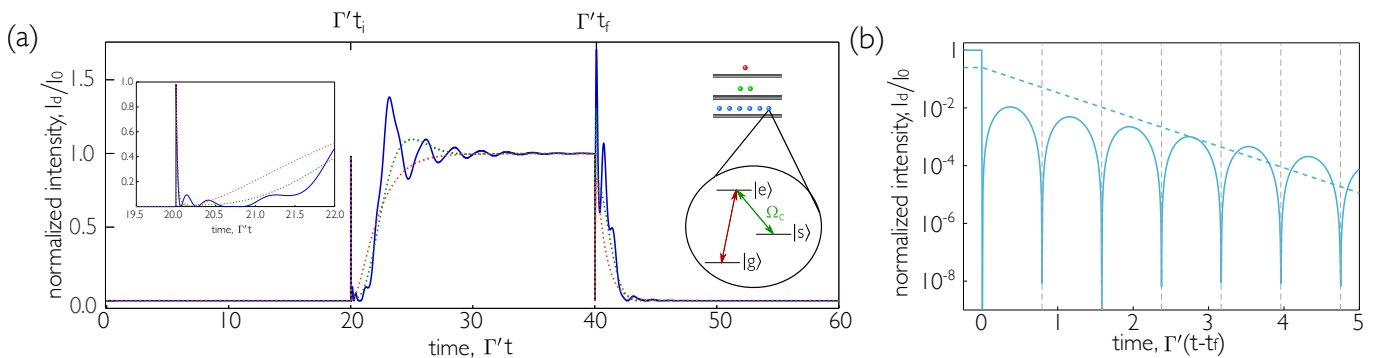 Γ′tᵢ
Γ′t_f
(a)
(b)
normalized intensity, I_d/I_0
1.5
1.0
0.5
0.0
0
10
20
30
40
50
60
time, Γ′t
1.0
0.8
0.6
0.4
0.2
19.5
20.0
20.5
21.0
21.5
22.0
time, Γ′t
|e⟩
Ω_c
|s⟩
|g⟩
normalized intensity, I_d/I_0
1
10⁻²
10⁻⁴
10⁻⁶
10⁻⁸
0
1
2
3
4
5
time, Γ′(t-t_f)